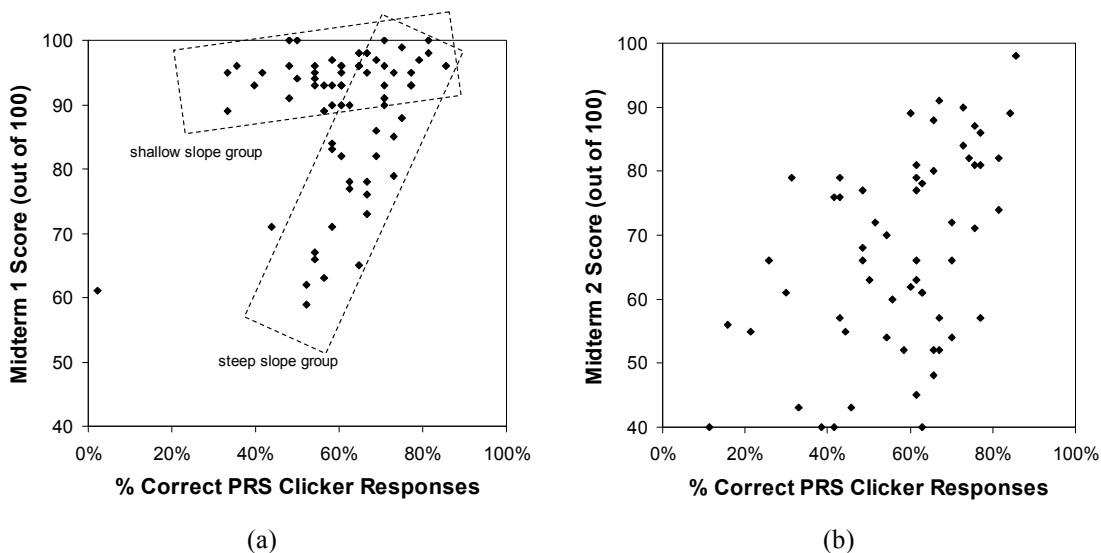 100
90
80
70
60
50
40
Midterm 1 Score (out of 100)
shallow slope group
steep slope group
0% 20% 40% 60% 80% 100%
% Correct PRS Clicker Responses
(a)
100
90
80
70
60
50
40
Midterm 2 Score (out of 100)
0% 20% 40% 60% 80% 100%
% Correct PRS Clicker Responses
(b)